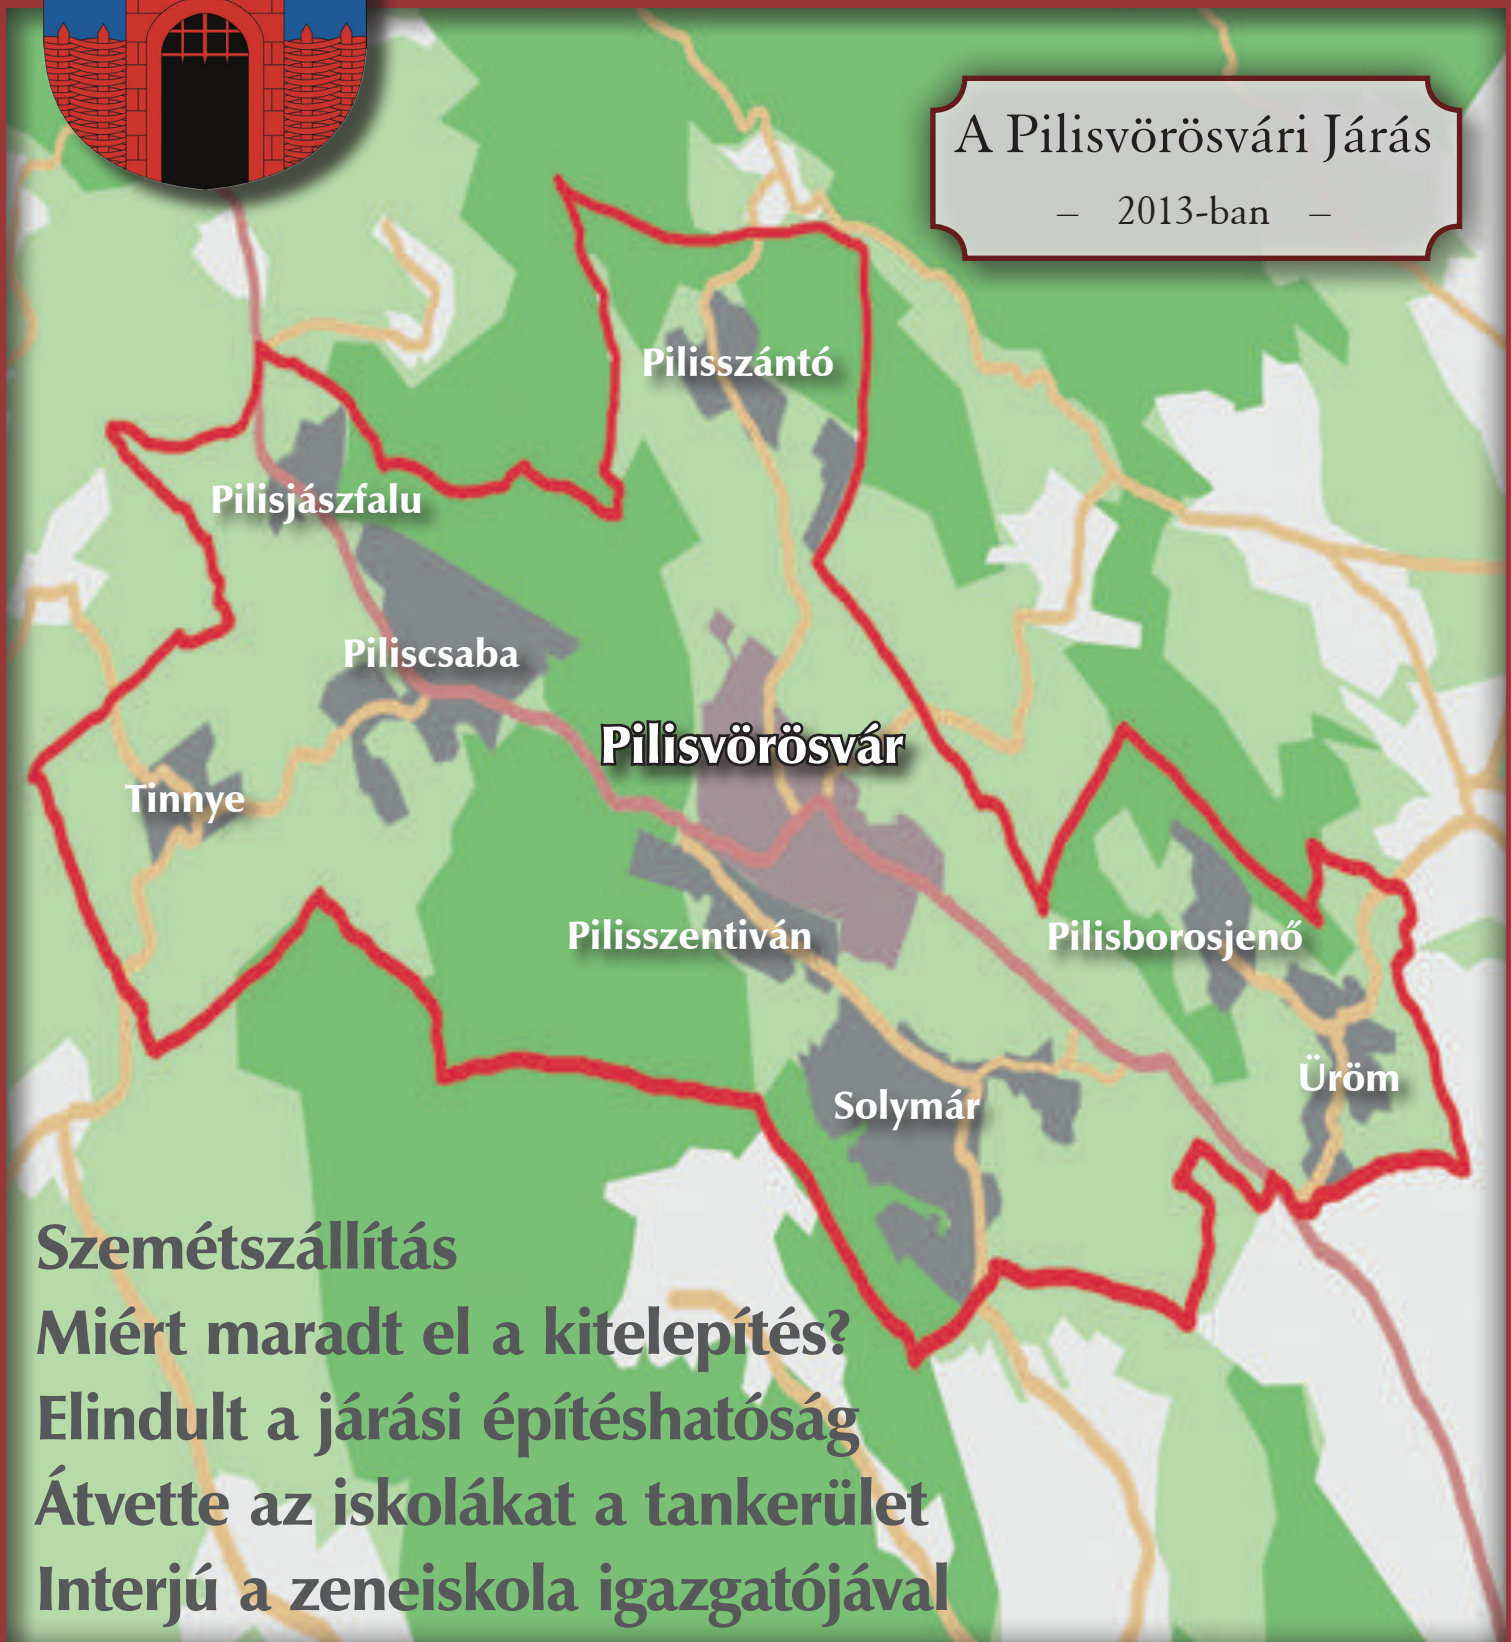 A Pilisvörösvári Járás
– 2013-ban –
Pilisszántó
Pilisjászfalu
Piliscsaba
Pilisvörösvár
Tinnye
Pilisszentiván
Pilisborosjenő
Üröm
Solymár
Szemétszállítás
Miért maradt el a kitelepítés?
Elindult a járási építéshatóság
Átvette az iskolákat a tankerület
Interjú a zeneiskola igazgatójával